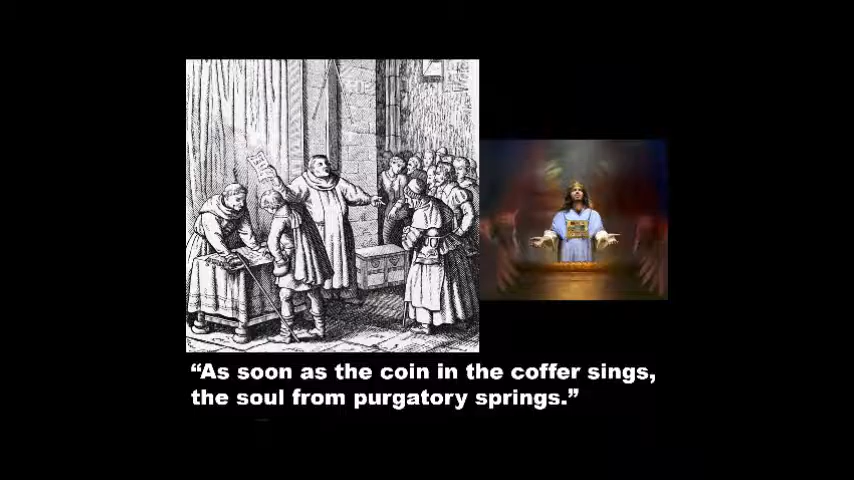 “As soon as the coin in the coffer sings,
the soul from purgatory springs.”